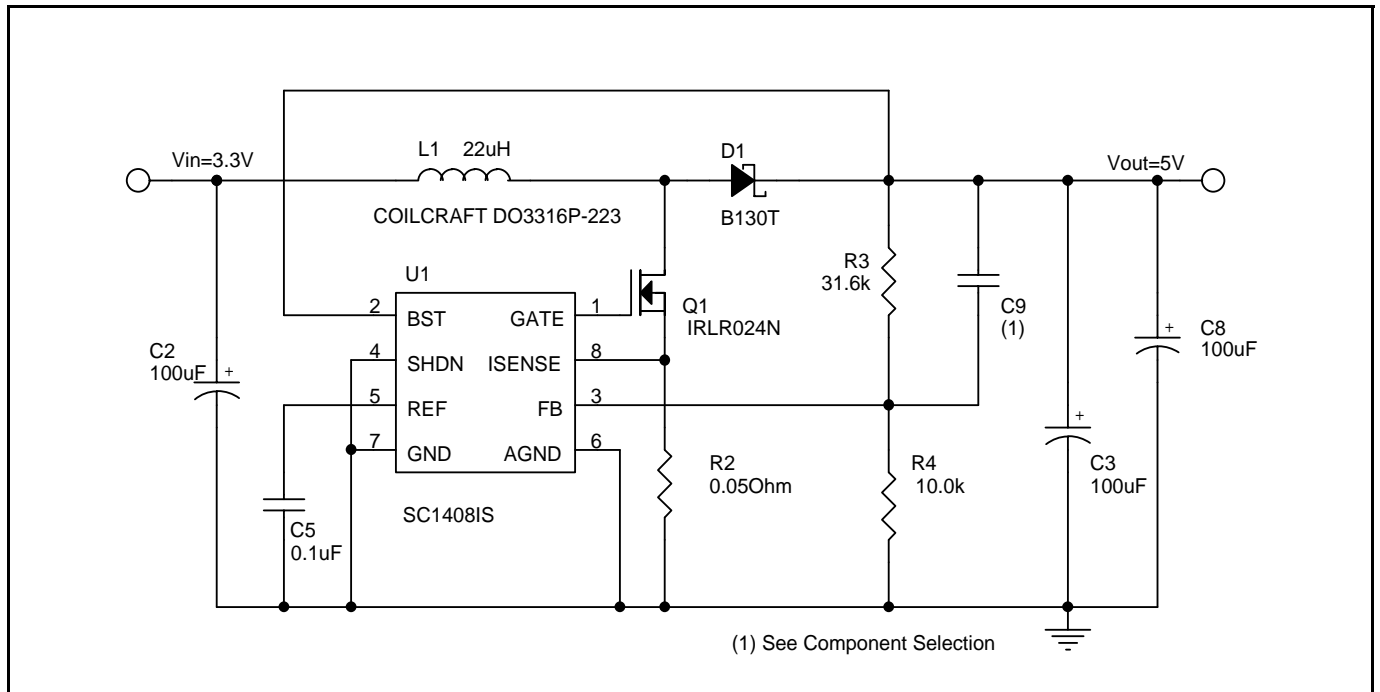 L1 22uH
D1
Vin=3.3V
Vout=5V
COILCRAFT DO3316P-223
B130T
U1
R3
31.6k
C9
(1)
Q1
IRLR024N
2 BST GATE 1
4 SHDN ISENSE 8
5 REF FB 3
7 GND AGND 6
SC1408IS
C2
100uF
+
C8
100uF
+
C3
100uF
+
R2
0.05Ohm
R4
10.0k
C5
0.1uF
(1) See Component Selection